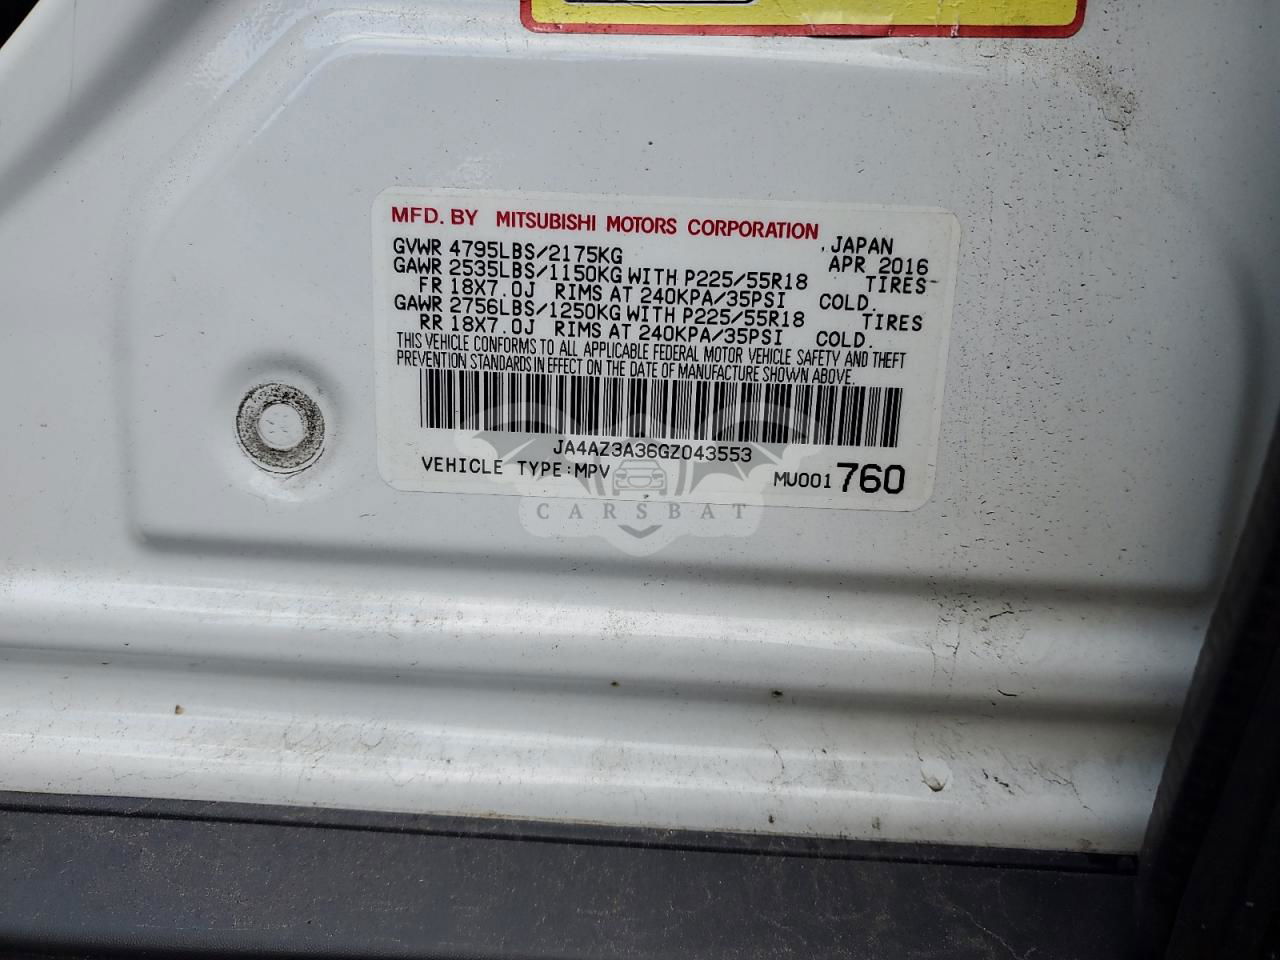 MFD. BY MITSUBISHI MOTORS CORPORATION , JAPAN
GVWR 4795LBS/2175KG APR 2016
GAWR 2535LBS/1150KG WITH P225/55R18 TIRES
FR 18X7.0J RIMS AT 240KPA/35PSI COLD.
GAWR 2756LBS/1250KG WITH P225/55R18 TIRES
RR 18X7.0J RIMS AT 240KPA/35PSI COLD.
THIS VEHICLE CONFORMS TO ALL APPLICABLE FEDERAL MOTOR VEHICLE SAFETY AND THEFT
PREVENTION STANDARDS IN EFFECT ON THE DATE OF MANUFACTURE SHOWN ABOVE.
JA4AZ3A36GZ043553
VEHICLE TYPE:MPV MU001 760
CARSBAT